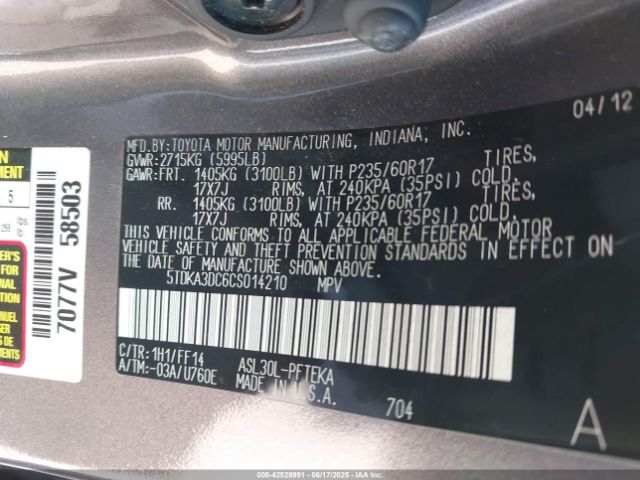 04/12
MFD.BY:TOYOTA MOTOR MANUFACTURING, INDIANA, INC.
GVWR:2715KG (5995LB)
GAWR:FRT. 1405KG (3100LB) WITH P235/60R17 TIRES,
17X7J RIMS, AT 240KPA (35PSI) COLD.
RR. 1405KG (3100LB) WITH P235/60R17 TIRES,
17X7J RIMS, AT 240KPA (35PSI) COLD.
THIS VEHICLE CONFORMS TO ALL APPLICABLE FEDERAL MOTOR
VEHICLE SAFETY AND THEFT PREVENTION STANDARDS IN EFFECT ON
THE DATE OF MANUFACTURE SHOWN ABOVE.
5TDKA3DC6CS014210 MPV
C/TR:1H1/FF14 ASL30L-PFTEKA
A/TM:-03A/U760E MADE IN U.S.A.
704
A
5
lbs
7077V 58503
000-42528991 - 06/17/2025 - IAA